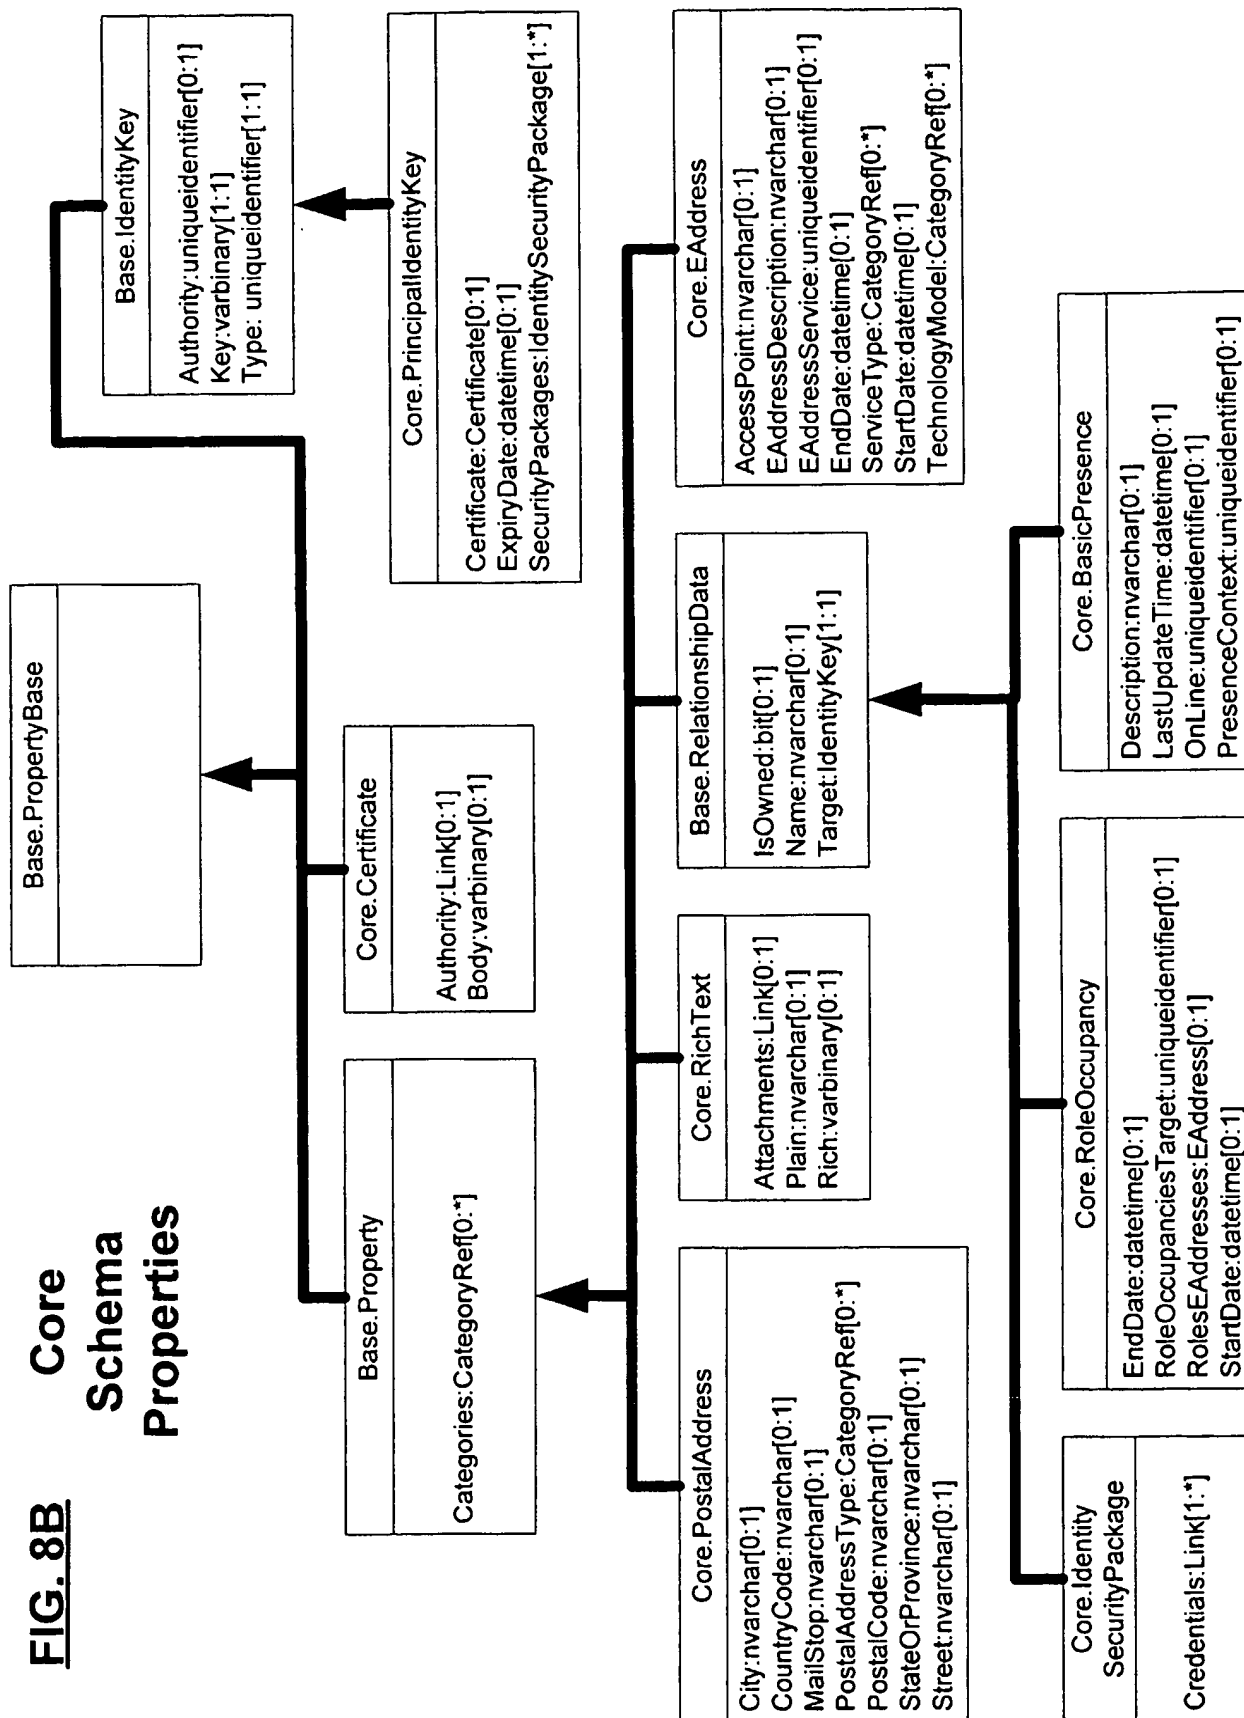 FIG. 8B
Core
Schema
Properties
Base.PropertyBase
Base.Property
Categories:CategoryRef[0:*]
Core.Certificate
Authority:Link[0:1]
Body:varbinary[0:1]
Base.IdentityKey
Authority:uniqueidentifier[0:1]
Key:varbinary[1:1]
Type: uniqueidentifier[1:1]
Core.PrincipalIdentityKey
Certificate:Certificate[0:1]
ExpiryDate:datetime[0:1]
SecurityPackages:IdentitySecurityPackage[1:*]
Core.PostalAddress
City:nvarchar[0:1]
CountryCode:nvarchar[0:1]
MailStop:nvarchar[0:1]
PostalAddressType:CategoryRef[0:*]
PostalCode:nvarchar[0:1]
StateOrProvince:nvarchar[0:1]
Street:nvarchar[0:1]
Core.RichText
Attachments:Link[0:1]
Plain:nvarchar[0:1]
Rich:varbinary[0:1]
Base.RelationshipData
IsOwned:bit[0:1]
Name:nvarchar[0:1]
Target:IdentityKey[1:1]
Core.EAddress
AccessPoint:nvarchar[0:1]
EAddressDescription:nvarchar[0:1]
EAddressService:uniqueidentifier[0:1]
EndDate:datetime[0:1]
ServiceType:CategoryRef[0:*]
StartDate:datetime[0:1]
TechnologyModel:CategoryRef[0:*]
Core.Identity
SecurityPackage
Credentials:Link[1:*]
Core.RoleOccupancy
EndDate:datetime[0:1]
RoleOccupanciesTarget:uniqueidentifier[0:1]
RolesEAddresses:EAddress[0:1]
StartDate:datetime[0:1]
Core.BasicPresence
Description:nvarchar[0:1]
LastUpdateTime:datetime[0:1]
OnLine:uniqueidentifier[0:1]
PresenceContext:uniqueidentifier[0:1]